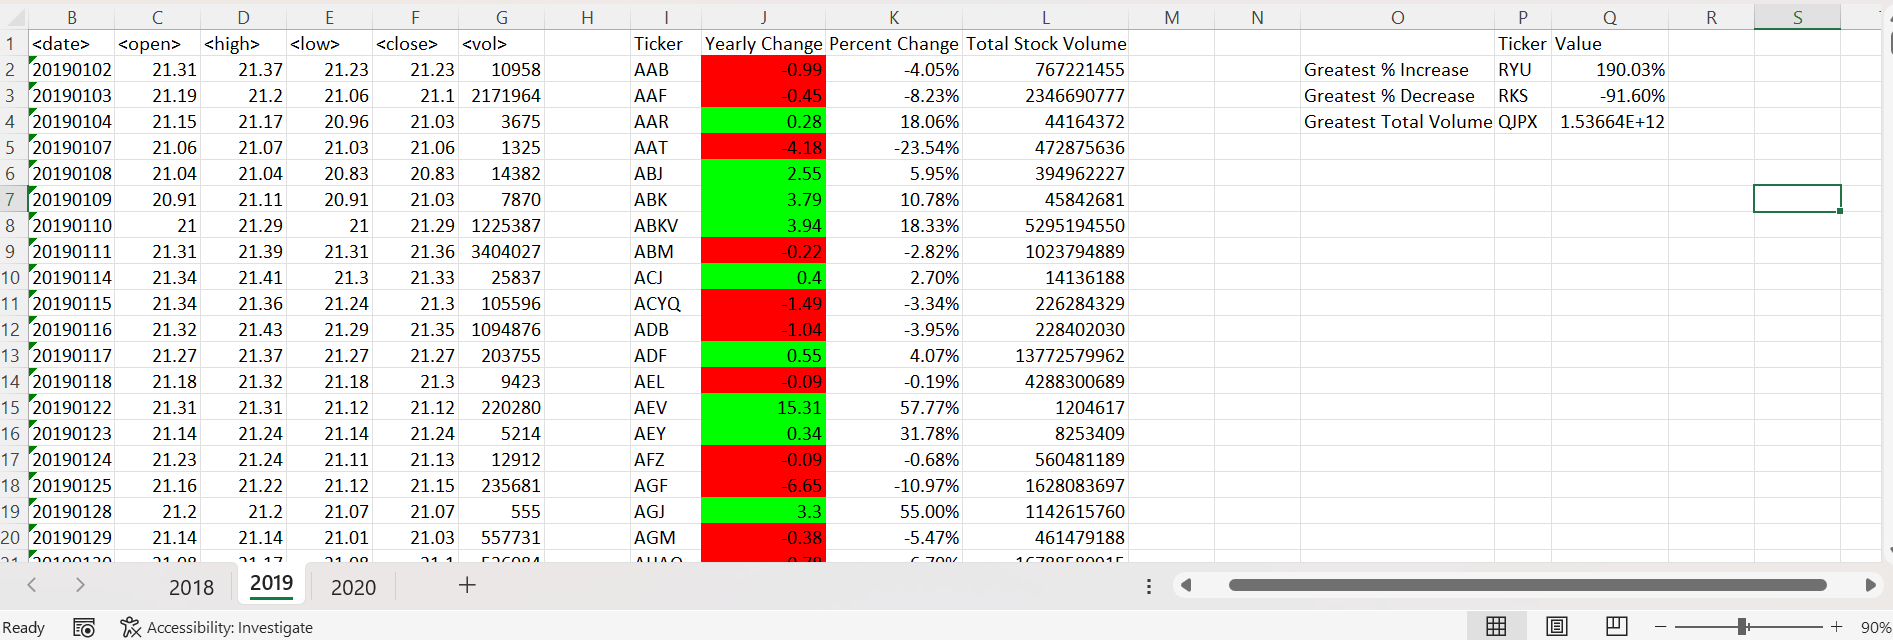 B C D E F G H I J K L M N O P Q R S
1 <date> <open> <high> <low> <close> <vol> Ticker Yearly Change Percent Change Total Stock Volume Ticker Value
2 20190102 21.31 21.37 21.23 21.23 10958 AAB -0.99 -4.05% 767221455 Greatest % Increase RYU 190.03%
3 20190103 21.19 21.2 21.06 21.1 2171964 AAF -0.45 -8.23% 2346690777 Greatest % Decrease RKS -91.60%
4 20190104 21.15 21.17 20.96 21.03 3675 AAR 0.28 18.06% 44164372 Greatest Total Volume QJPX 1.53664E+12
5 20190107 21.06 21.07 21.03 21.06 1325 AAT -4.18 -23.54% 472875636
6 20190108 21.04 21.04 20.83 20.83 14382 ABJ 2.55 5.95% 394962227
7 20190109 20.91 21.11 20.91 21.03 7870 ABK 3.79 10.78% 45842681
8 20190110 21 21.29 21 21.29 1225387 ABKV 3.94 18.33% 5295194550
9 20190111 21.31 21.39 21.31 21.36 3404027 ABM -0.22 -2.82% 1023794889
10 20190114 21.34 21.41 21.3 21.33 25837 ACJ 0.4 2.70% 14136188
11 20190115 21.34 21.36 21.24 21.3 105596 ACYQ -1.49 -3.34% 226284329
12 20190116 21.32 21.43 21.29 21.35 1094876 ADB -1.04 -3.95% 228402030
13 20190117 21.27 21.37 21.27 21.27 203755 ADF 0.55 4.07% 13772579962
14 20190118 21.18 21.32 21.18 21.3 9423 AEL -0.09 -0.19% 4288300689
15 20190122 21.31 21.31 21.12 21.12 220280 AEV 15.31 57.77% 1204617
16 20190123 21.14 21.24 21.14 21.24 5214 AEY 0.34 31.78% 8253409
17 20190124 21.23 21.24 21.11 21.13 12912 AFZ -0.09 -0.68% 560481189
18 20190125 21.16 21.22 21.12 21.15 235681 AGF -6.65 -10.97% 1628083697
19 20190128 21.2 21.2 21.07 21.07 555 AGJ 3.3 55.00% 1142615760
20 20190129 21.14 21.14 21.01 21.03 557731 AGM -0.38 -5.47% 461479188
2018 2019 2020
Ready Accessibility: Investigate 90%